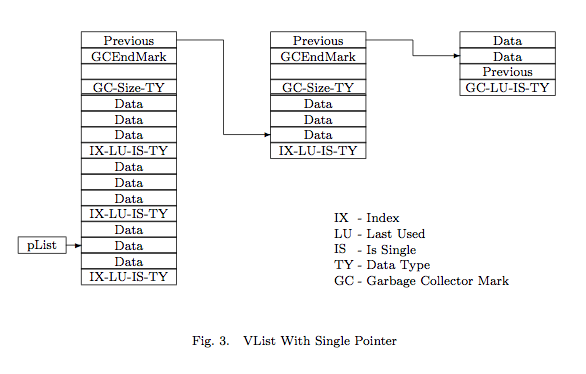 Previous
GCEndMark
GC-Size-TY
Data
Data
Data
IX-LU-IS-TY
Data
Data
Data
IX-LU-IS-TY
Data
Data
Data
IX-LU-IS-TY
pList
Previous
GCEndMark
GC-Size-TY
Data
Data
Data
IX-LU-IS-TY
Data
Data
Previous
GC-LU-IS-TY
IX - Index
LU - Last Used
IS - Is Single
TY - Data Type
GC - Garbage Collector Mark
Fig. 3. VList With Single Pointer